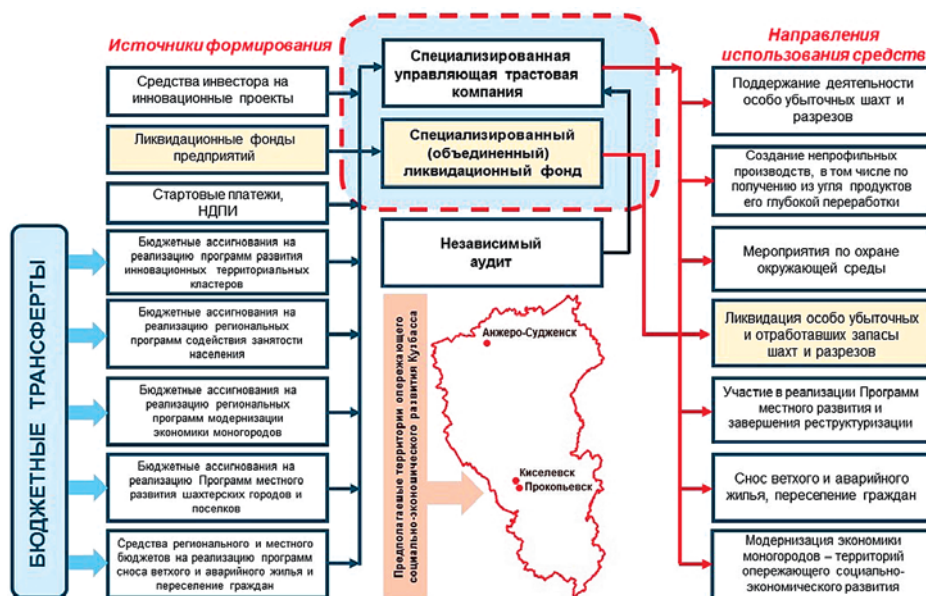 Источники формирования
Средства инвестора на
инновационные проекты
Ликвидационные фонды
предприятий
Стартовые платежи,
НДПИ
БЮДЖЕТНЫЕ ТРАНСФЕРТЫ
Бюджетные ассигнования на
реализацию программ развития
инновационных территориальных
кластеров
Бюджетные ассигнования на
реализацию региональных
программ содействия занятости
населения
Бюджетные ассигнования на
реализацию региональных
программ модернизации
экономики моногородов
Бюджетные ассигнования на
реализацию Программ местного
развития шахтерских городов и
поселков
Средства регионального и местного
бюджетов на реализацию программ
сноса ветхого и аварийного жилья и
переселение граждан
Специализированная
управляющая трастовая
компания
Специализированный
(объединенный)
ликвидационный фонд
Независимый
аудит
Предполагаемые территории опережающего
социально-экономического развития Кузбасса
Анжеро-Судженск
Киселевск
Прокопьевск
Направления
использования средств
Поддержание деятельности
особо убыточных шахт и
разрезов
Создание непрофильных
производств, в том числе по
получению из угля продуктов
его глубокой переработки
Мероприятия по охране
окружающей среды
Ликвидация особо убыточных
и отработавших запасы
шахт и разрезов
Участие в реализации Программ
местного развития и
завершения реструктуризации
Снос ветхого и аварийного
жилья, переселение граждан
Модернизация экономики
моногородов – территорий
опережающего социально-
экономического развития